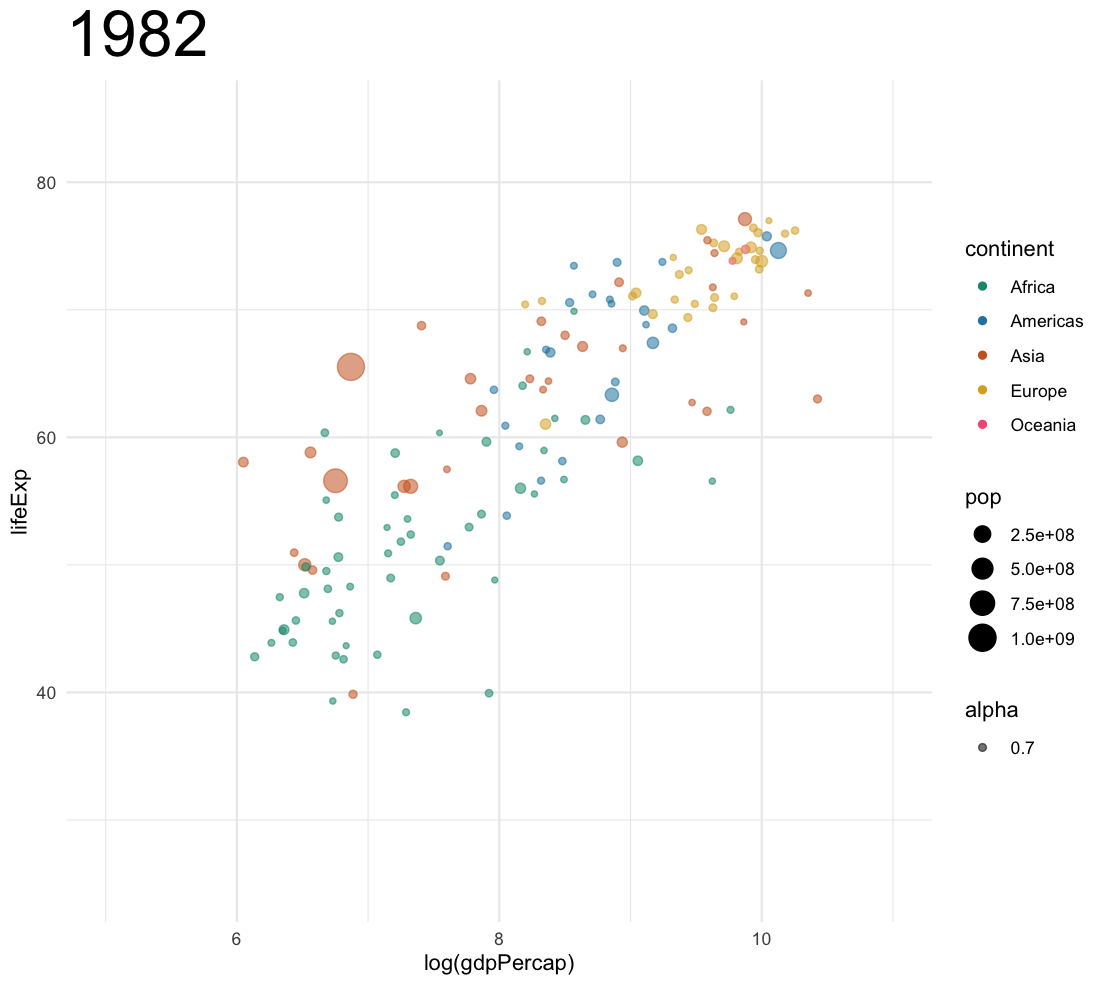 1982
80
60
40
lifeExp
6 8 10
log(gdpPercap)
continent
Africa
Americas
Asia
Europe
Oceania
pop
2.5e+08
5.0e+08
7.5e+08
1.0e+09
alpha
0.7